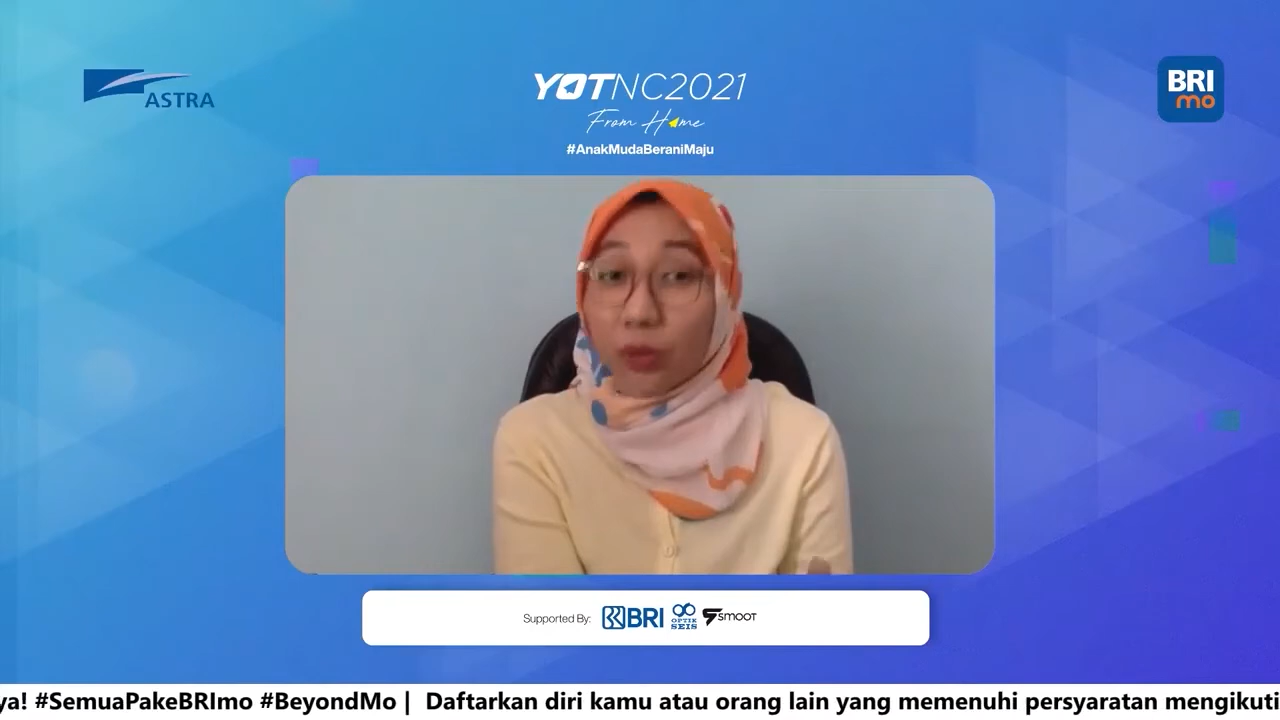 ASTRA
YOTNC2021
From Home
#AnakMudaBeraniMaju
BRI
mo
Supported By:
BRI
OPTIK
SEIS
SMOOT
ya! #SemuaPakeBRImo #BeyondMo | Daftarkan diri kamu atau orang lain yang memenuhi persyaratan mengikuti